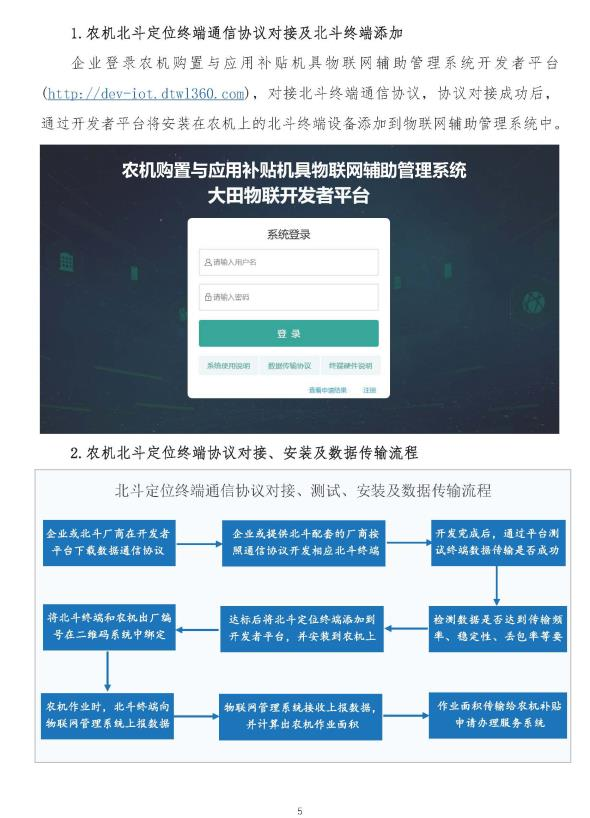 1.农机北斗定位终端通信协议对接及北斗终端添加
企业登录农机购置与应用补贴机具物联网辅助管理系统开发者平台
(http://dev-iot.dtwl360.com)，对接北斗终端通信协议，协议对接成功后，
通过开发者平台将安装在农机上的北斗终端设备添加到物联网辅助管理系统中。
农机购置与应用补贴机具物联网辅助管理系统
大田物联开发者平台
系统登录
请输入用户名
请输入密码
登 录
系统使用说明 数据传输协议 终端硬件说明
查看申请结果 注册
2.农机北斗定位终端协议对接、安装及数据传输流程
北斗定位终端通信协议对接、测试、安装及数据传输流程
企业或北斗厂商在开发者
平台下载数据通信协议
企业或提供北斗配套的厂商按
照通信协议开发相应北斗终端
开发完成后，通过平台测
试终端数据传输是否成功
检测数据是否达到传输频
率、稳定性、丢包率等要
达标后将北斗定位终端添加到
开发者平台，并安装到农机上
将北斗终端和农机出厂编
号在二维码系统中绑定
农机作业时，北斗终端向
物联网管理系统上报数据
物联网管理系统接收上报数据，
并计算出农机作业面积
作业面积传输给农机补贴
申请办理服务系统
5